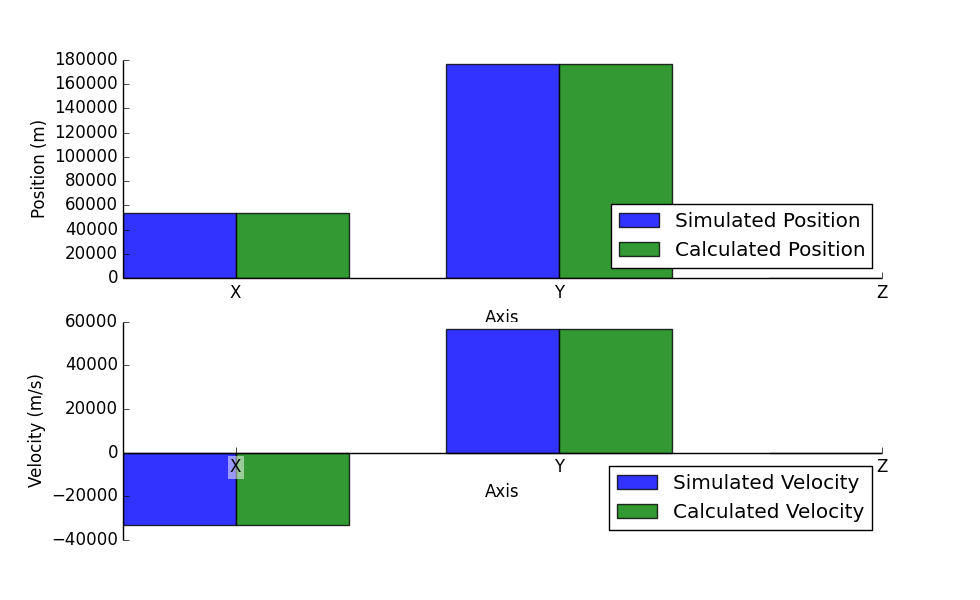 180000
160000
140000
120000
100000
80000
60000
40000
20000
0
Position (m)
Simulated Position
Calculated Position
X Y Z
Axis
60000
40000
20000
0
−20000
−40000
Velocity (m/s)
X Y Z
Axis
Simulated Velocity
Calculated Velocity